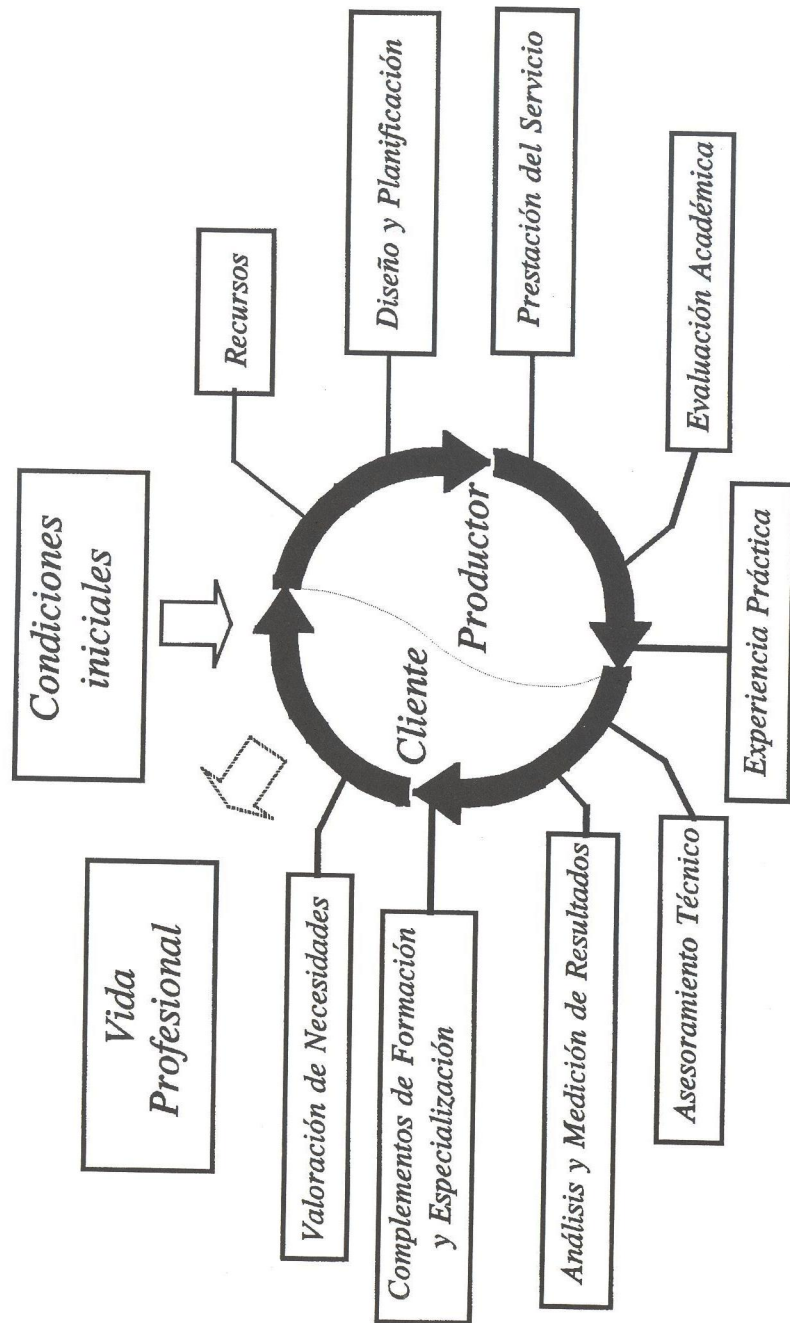 Condiciones
iniciales
Vida
Profesional
Recursos
Diseño y Planificación
Prestación del Servicio
Evaluación Académica
Experiencia Práctica
Asesoramiento Técnico
Análisis y Medición de Resultados
Complementos de Formación
y Especialización
Valoración de Necesidades
Cliente
Productor